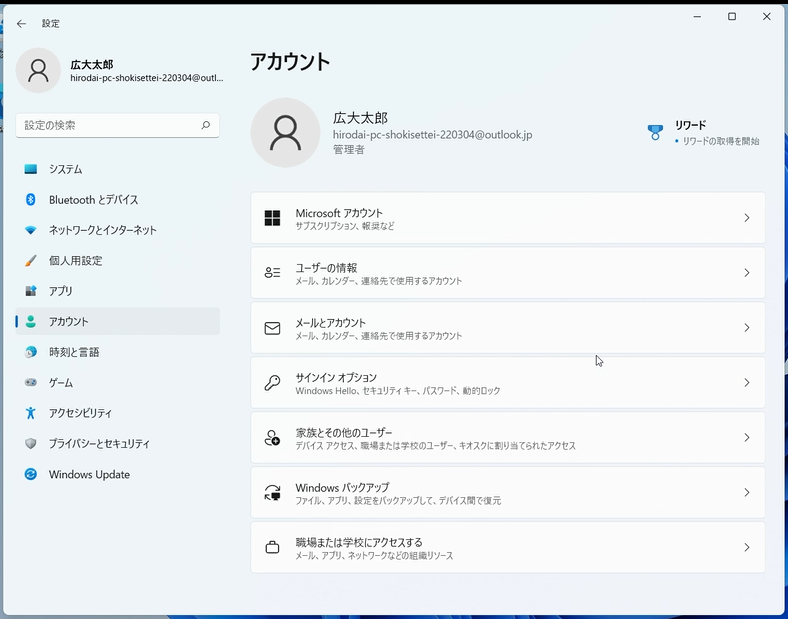 設定
広大太郎
hirodai-pc-shokisettei-220304@outl...
設定の検索
システム
Bluetooth とデバイス
ネットワークとインターネット
個人用設定
アプリ
アカウント
時刻と言語
ゲーム
アクセシビリティ
プライバシーとセキュリティ
Windows Update
アカウント
広大太郎
hirodai-pc-shokisettei-220304@outlook.jp
管理者
リワード
• リワードの取得を開始
Microsoft アカウント
サブスクリプション、報奨など
ユーザーの情報
メール、カレンダー、連絡先で使用するアカウント
メールとアカウント
メール、カレンダー、連絡先で使用するアカウント
サインイン オプション
Windows Hello、セキュリティ キー、パスワード、動的ロック
家族とその他のユーザー
デバイス アクセス、職場または学校のユーザー、キオスクに割り当てられたアクセス
Windows バックアップ
ファイル、アプリ、設定をバックアップして、デバイス間で復元
職場または学校にアクセスする
メール、アプリ、ネットワークなどの組織リソース